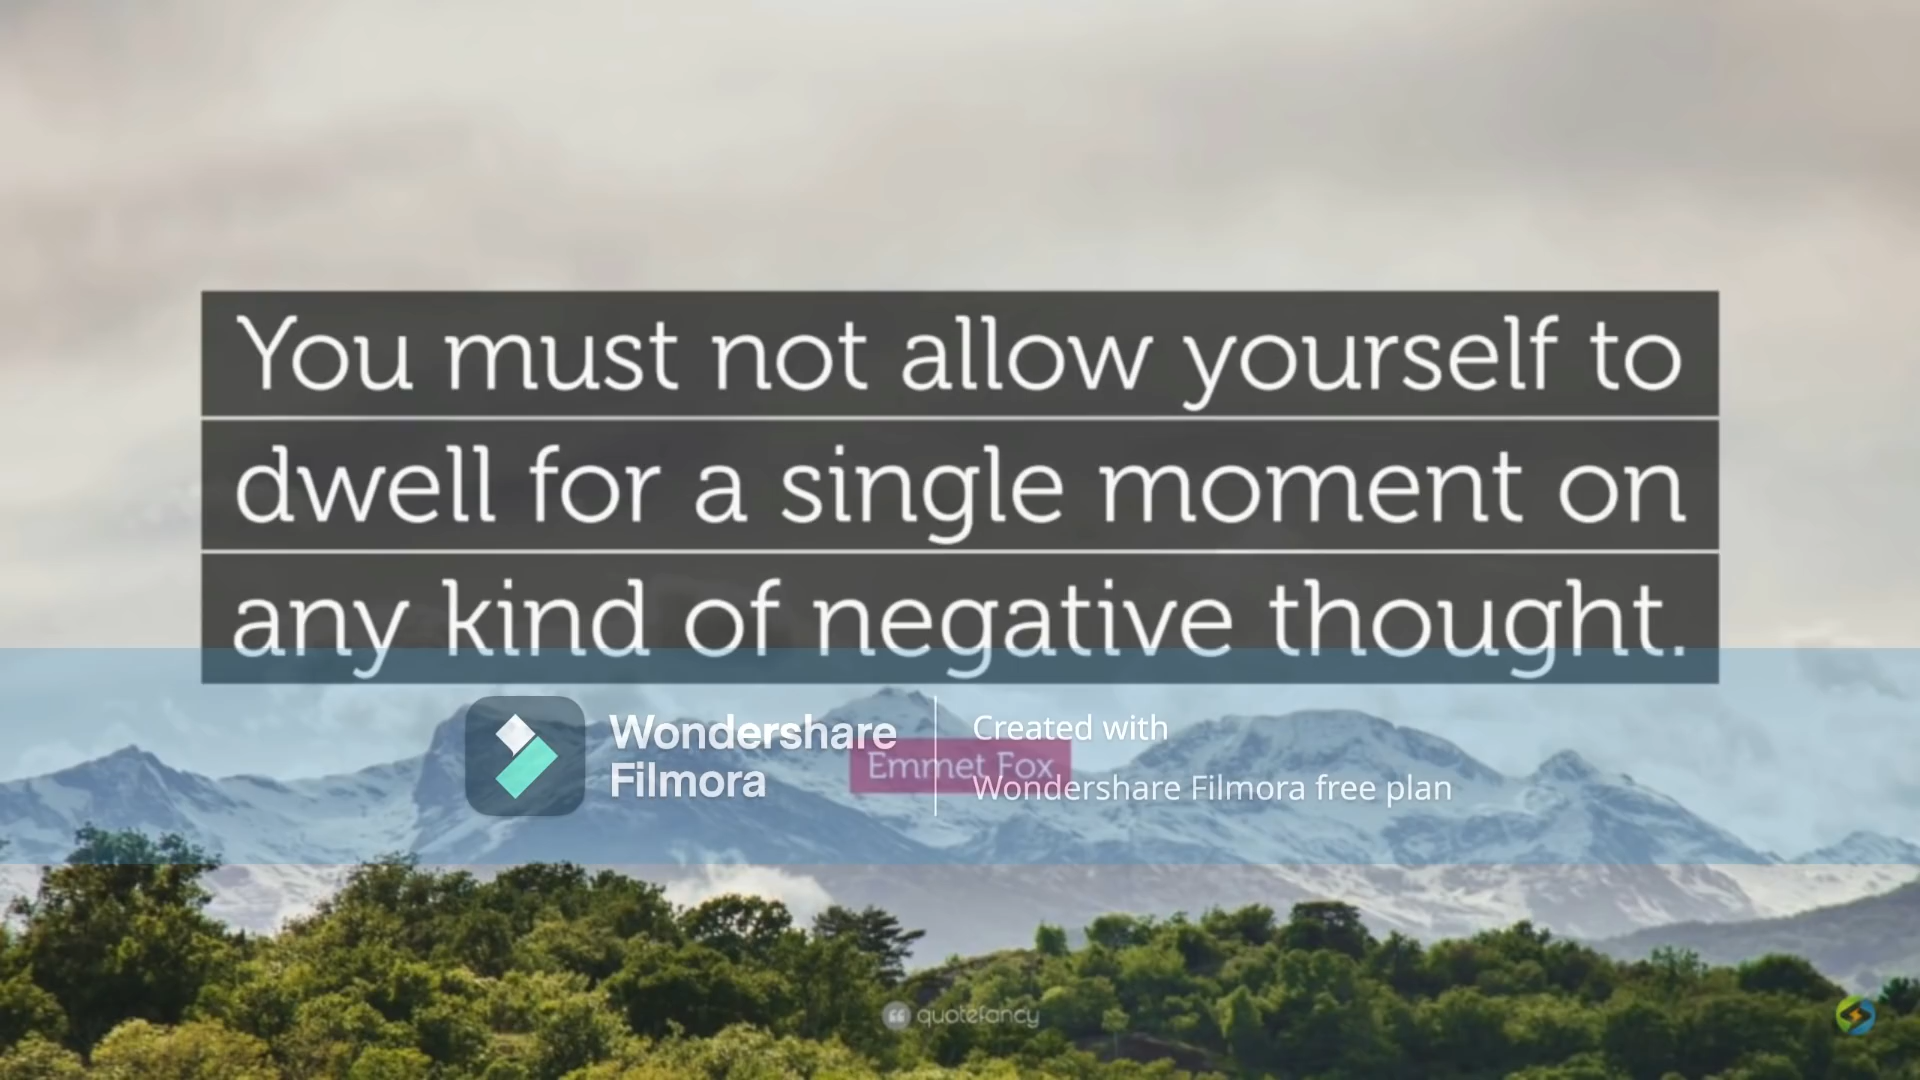 You must not allow yourself to
dwell for a single moment on
any kind of negative thought.
Wondershare
Filmora
Created with
Emmet Fox
Wondershare Filmora free plan
quotefancy